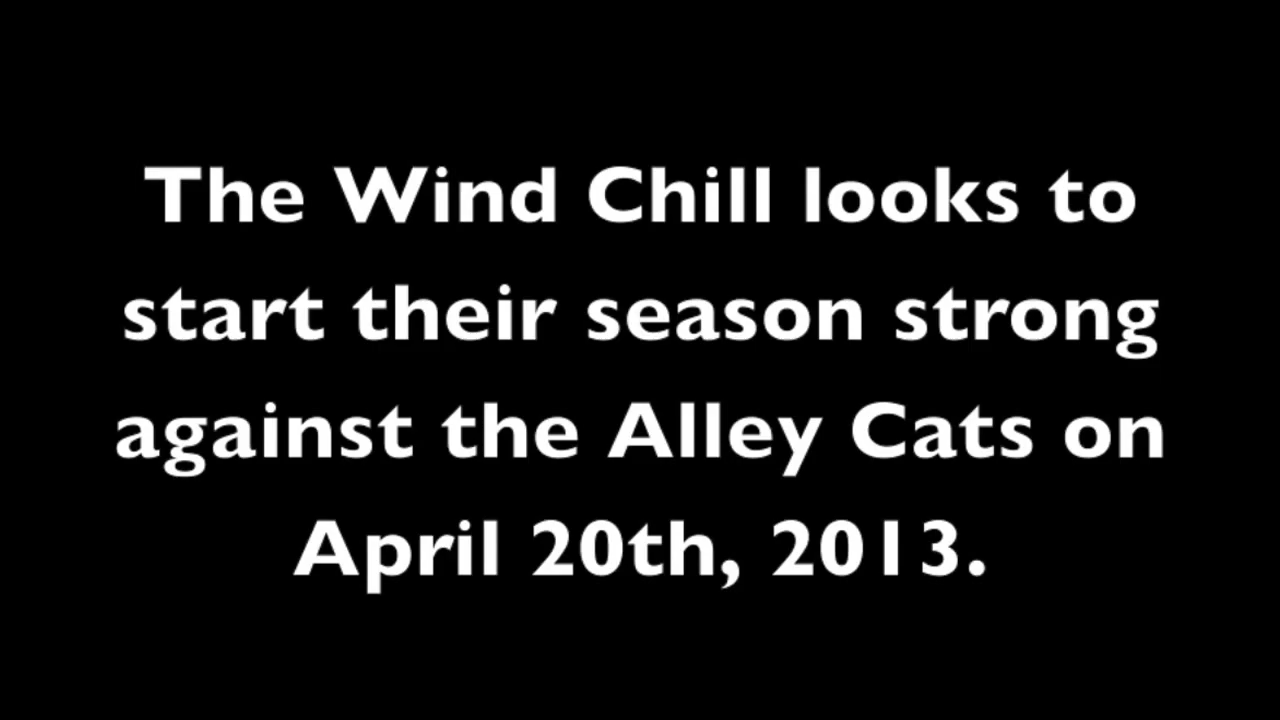 The Wind Chill looks to
start their season strong
against the Alley Cats on
April 20th, 2013.